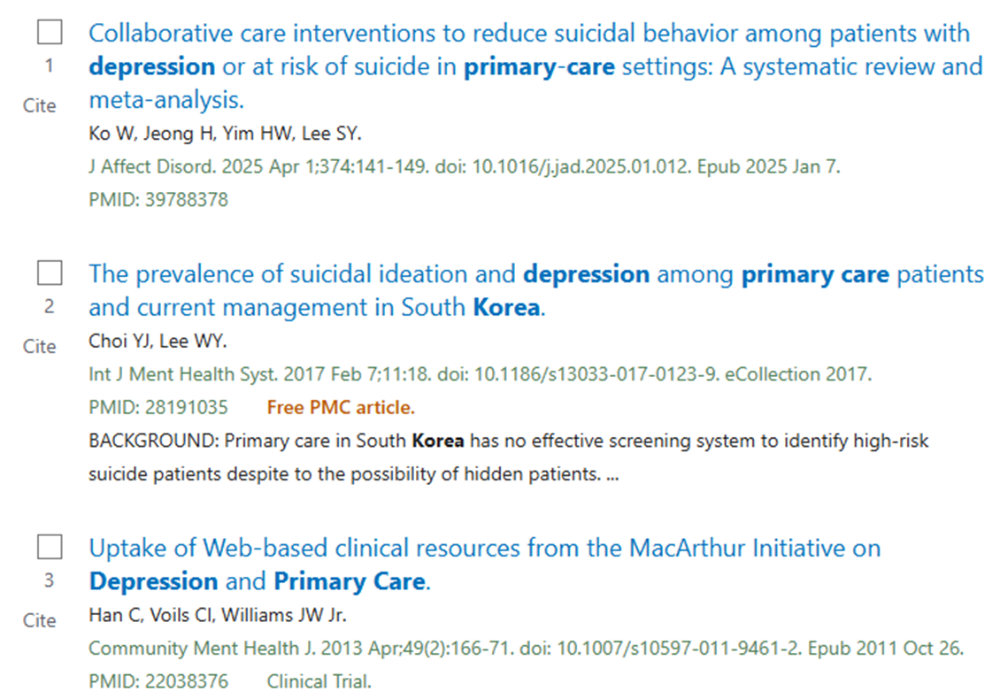 Collaborative care interventions to reduce suicidal behavior among patients with
1
depression or at risk of suicide in primary-care settings: A systematic review and
Cite
meta-analysis.
Ko W, Jeong H, Yim HW, Lee SY.
J Affect Disord. 2025 Apr 1;374:141-149. doi: 10.1016/j.jad.2025.01.012. Epub 2025 Jan 7.
PMID: 39788378
The prevalence of suicidal ideation and depression among primary care patients
2
and current management in South Korea.
Cite
Choi YJ, Lee WY.
Int J Ment Health Syst. 2017 Feb 7;11:18. doi: 10.1186/s13033-017-0123-9. eCollection 2017.
PMID: 28191035 Free PMC article.
BACKGROUND: Primary care in South Korea has no effective screening system to identify high-risk
suicide patients despite to the possibility of hidden patients. ...
Uptake of Web-based clinical resources from the MacArthur Initiative on
3
Depression and Primary Care.
Cite
Han C, Voils CI, Williams JW Jr.
Community Ment Health J. 2013 Apr;49(2):166-71. doi: 10.1007/s10597-011-9461-2. Epub 2011 Oct 26.
PMID: 22038376 Clinical Trial.